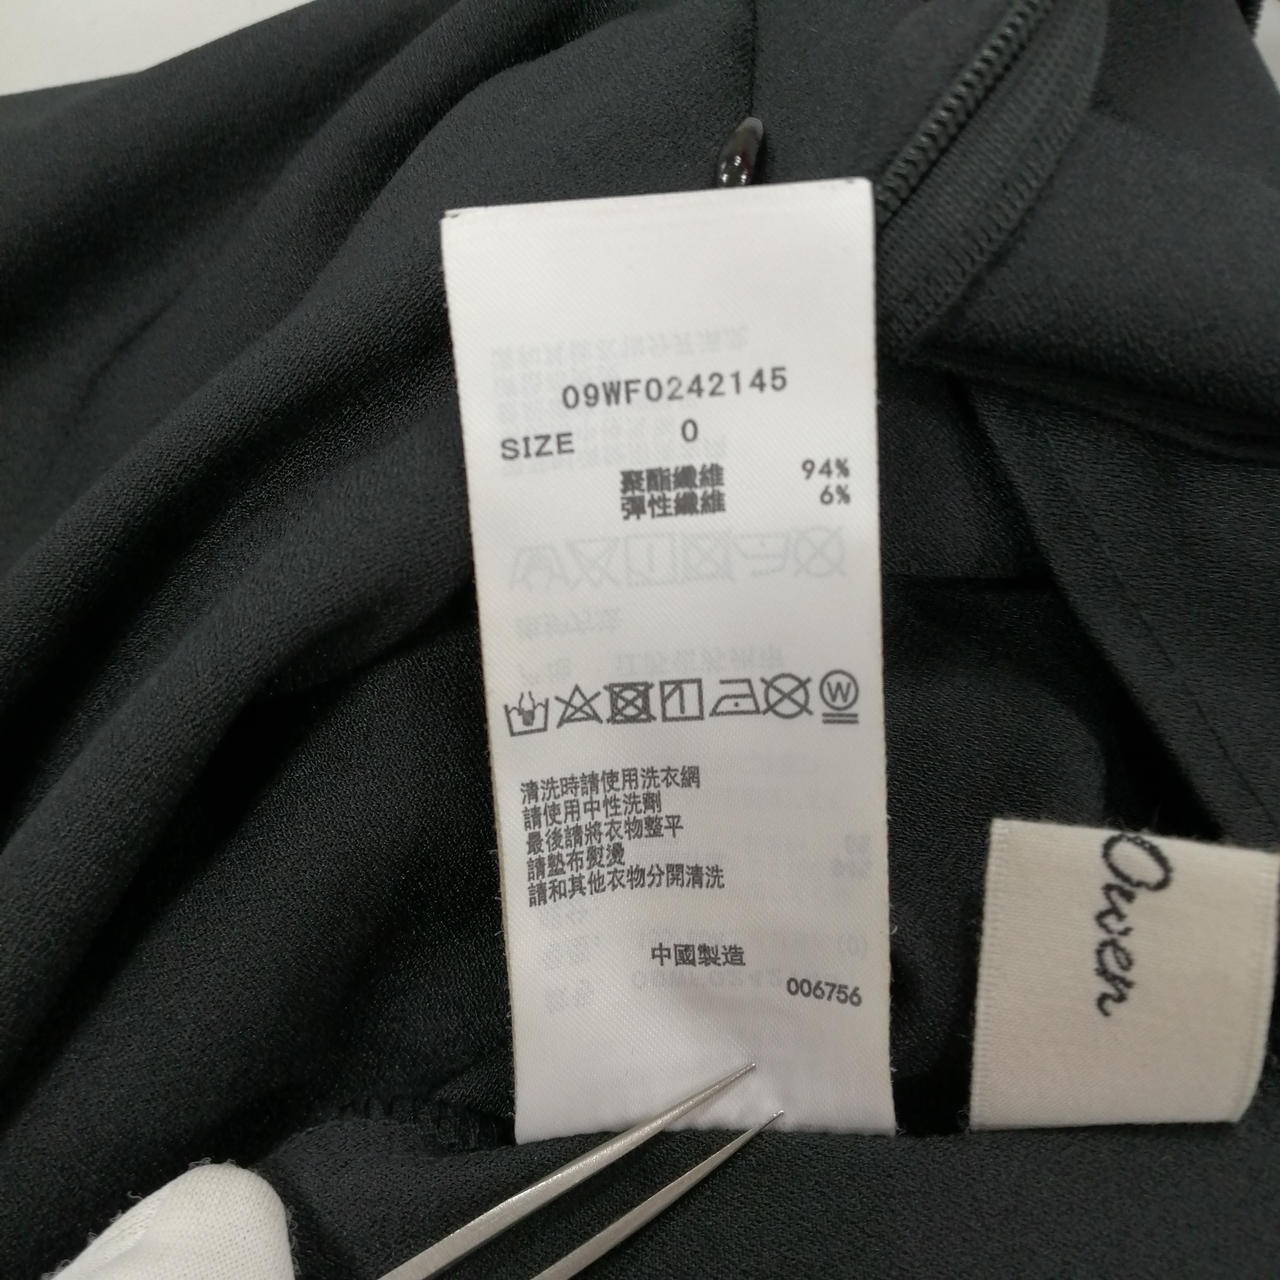 09WFO242145
SIZE 0
聚酯纖維 94%
彈性纖維 6%
W
清洗時請使用洗衣網
請使用中性洗劑
最後請將衣物整平
請墊布熨燙
請和其他衣物分開清洗
中國製造
006756
Owen